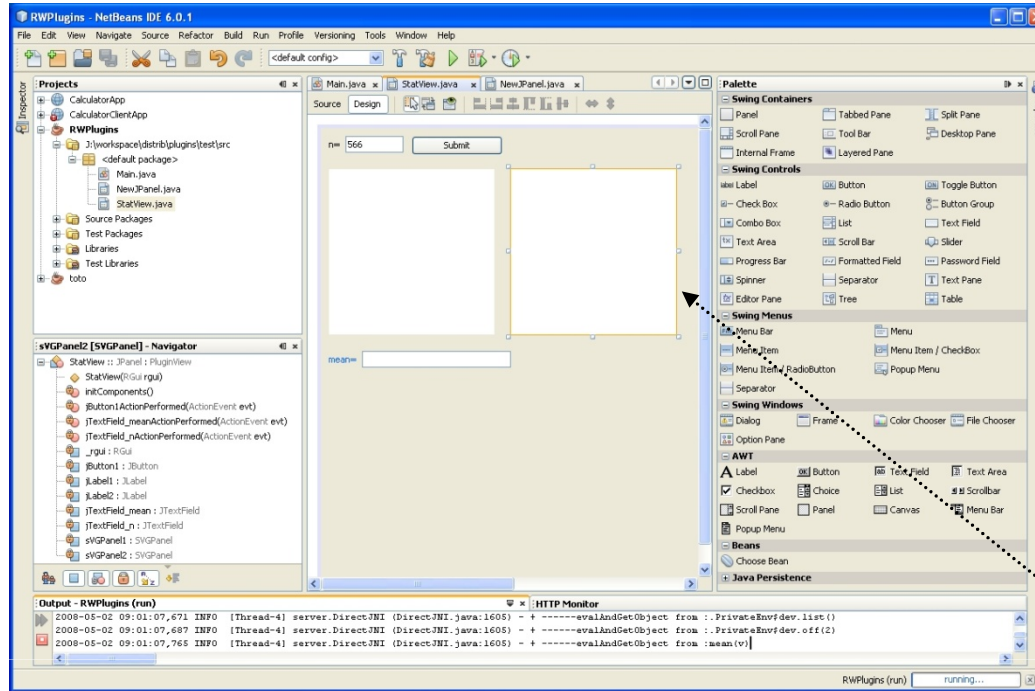 RWPlugins - NetBeans IDE 6.0.1
File Edit View Navigate Source Refactor Build Run Profile Versioning Tools Window Help
<default config>
Inspector
Projects
CalculatorApp
CalculatorClientApp
RWPlugins
J:\workspace\distrib\plugins\test\src
<default package>
Main.java
NewJPanel.java
StatView.java
Source Packages
Test Packages
Libraries
Test Libraries
toto
sVGPanel2 [SVGPanel] - Navigator
StatView :: JPanel : PluginView
StatView(RGui rgui)
initComponents()
jButton1ActionPerformed(ActionEvent evt)
jTextField_meanActionPerformed(ActionEvent evt)
jTextField_nActionPerformed(ActionEvent evt)
_rgui : RGui
jButton1 : JButton
jLabel1 : JLabel
jLabel2 : JLabel
jTextField_mean : JTextField
jTextField_n : JTextField
sVGPanel1 : SVGPanel
sVGPanel2 : SVGPanel
Main.java x StatView.java x NewJPanel.java x
Source Design
n= 566 Submit
mean=
Palette
Swing Containers
Panel Tabbed Pane Split Pane
Scroll Pane Tool Bar Desktop Pane
Internal Frame Layered Pane
Swing Controls
label Label OK Button ON Toggle Button
Check Box Radio Button Button Group
Combo Box List Text Field
Text Area Scroll Bar Slider
Progress Bar Formatted Field Password Field
Spinner Separator Text Pane
Editor Pane Tree Table
Swing Menus
Menu Bar Menu
Menu Item Menu Item / CheckBox
Menu Item / RadioButton Popup Menu
Separator
Swing Windows
Dialog Frame Color Chooser File Chooser
Option Pane
AWT
A Label OK Button Text Field Text Area
Checkbox Choice List Scrollbar
Scroll Pane Panel Canvas Menu Bar
Popup Menu
Beans
Choose Bean
Java Persistence
Output - RWPlugins (run)
HTTP Monitor
2008-05-02 09:01:07,671 INFO [Thread-4] server.DirectJNI (DirectJNI.java:1605) - + ------evalAndGetObject from :.PrivateEnv$dev.list()
2008-05-02 09:01:07,687 INFO [Thread-4] server.DirectJNI (DirectJNI.java:1605) - + ------evalAndGetObject from :.PrivateEnv$dev.off(2)
2008-05-02 09:01:07,765 INFO [Thread-4] server.DirectJNI (DirectJNI.java:1605) - + ------evalAndGetObject from :mean(v)
RWPlugins (run) running...